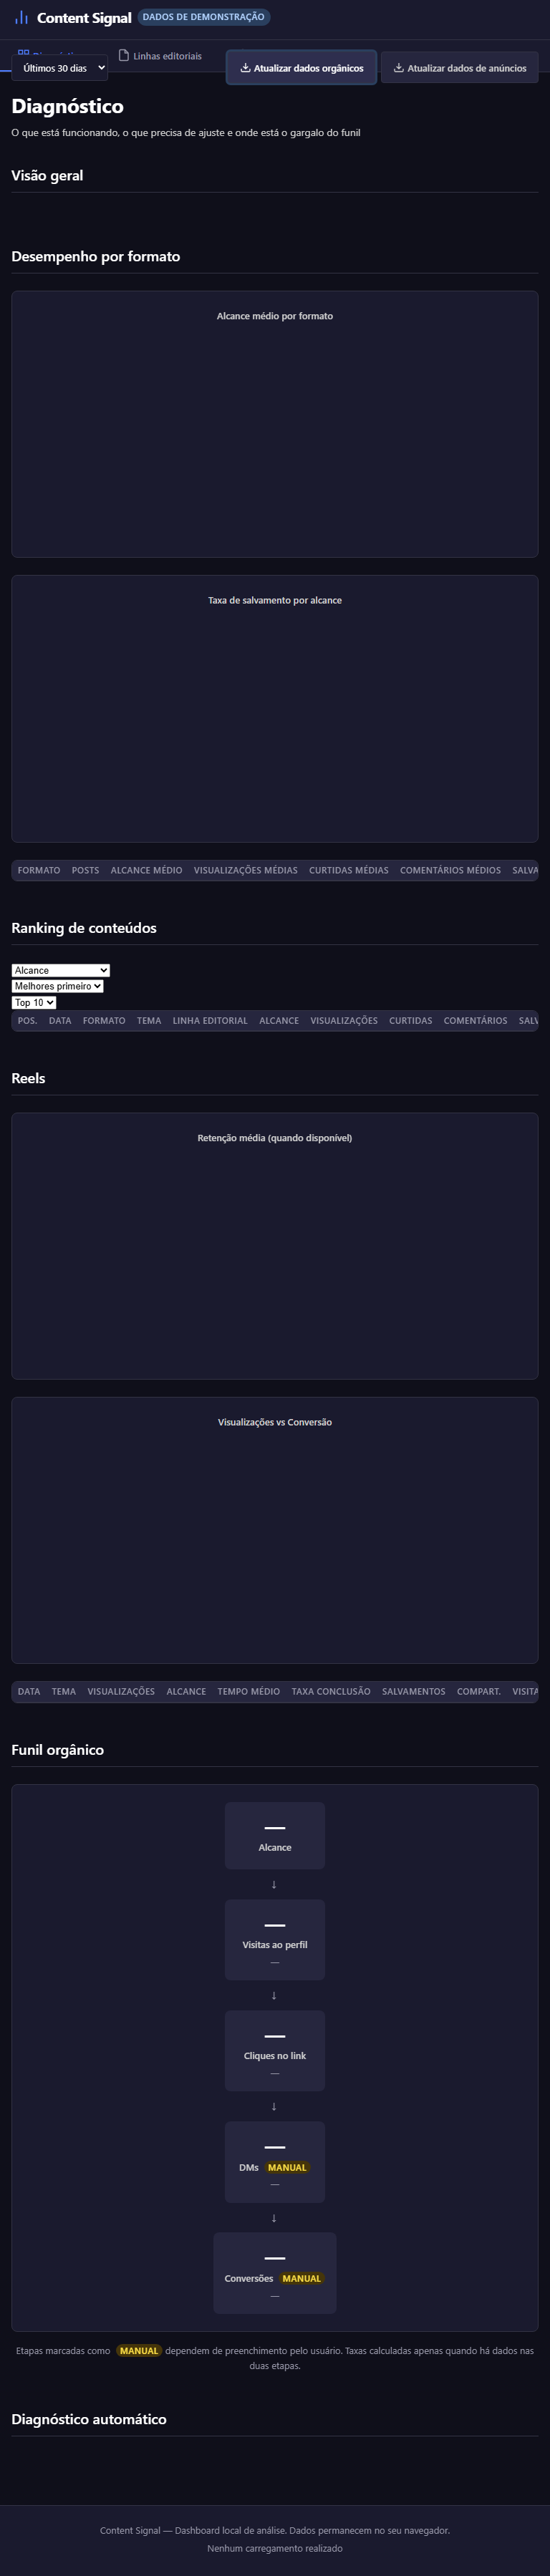 Content Signal DADOS DE DEMONSTRAÇÃO
Linhas editoriais
Últimos 30 dias
Atualizar dados orgânicos
Atualizar dados de anúncios
Diagnóstico
O que está funcionando, o que precisa de ajuste e onde está o gargalo do funil
Visão geral
Desempenho por formato
Alcance médio por formato
Taxa de salvamento por alcance
FORMATO POSTS ALCANCE MÉDIO VISUALIZAÇÕES MÉDIAS CURTIDAS MÉDIAS COMENTÁRIOS MÉDIOS SALVA
Ranking de conteúdos
Alcance
Melhores primeiro
Top 10
POS. DATA FORMATO TEMA LINHA EDITORIAL ALCANCE VISUALIZAÇÕES CURTIDAS COMENTÁRIOS SALV
Reels
Retenção média (quando disponível)
Visualizações vs Conversão
DATA TEMA VISUALIZAÇÕES ALCANCE TEMPO MÉDIO TAXA CONCLUSÃO SALVAMENTOS COMPART. VISITA
Funil orgânico
—
Alcance
↓
—
Visitas ao perfil
—
↓
—
Cliques no link
—
↓
—
DMs MANUAL
—
↓
—
Conversões MANUAL
—
Etapas marcadas como MANUAL dependem de preenchimento pelo usuário. Taxas calculadas apenas quando há dados nas
duas etapas.
Diagnóstico automático
Content Signal — Dashboard local de análise. Dados permanecem no seu navegador.
Nenhum carregamento realizado